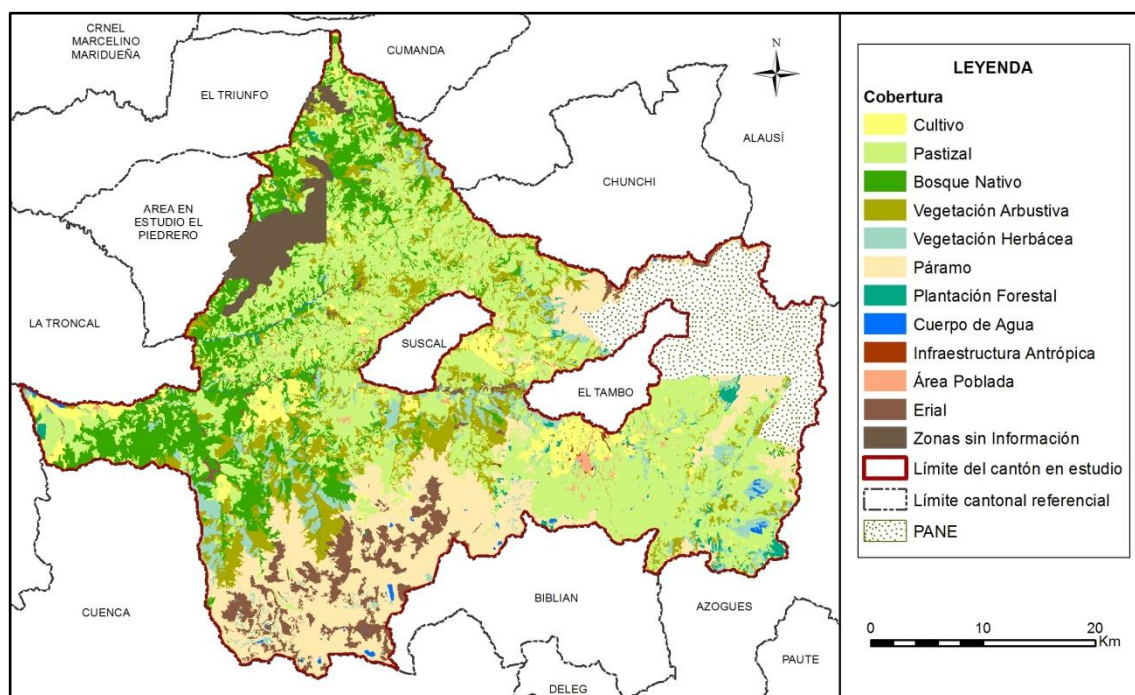 CRNEL
MARCELINO
MARIDUEÑA
CUMANDA
EL TRIUNFO
N
ALAUSÍ
CHUNCHI
AREA EN
ESTUDIO EL
PIEDRERO
LA TRONCAL
SUSCAL
EL TAMBO
CUENCA
BIBLIAN
AZOGUES
PAUTE
DELEG
LEYENDA
Cobertura
Cultivo
Pastizal
Bosque Nativo
Vegetación Arbustiva
Vegetación Herbácea
Páramo
Plantación Forestal
Cuerpo de Agua
Infraestructura Antrópica
Área Poblada
Erial
Zonas sin Información
Límite del cantón en estudio
Límite cantonal referencial
PANE
0 10 20
Km